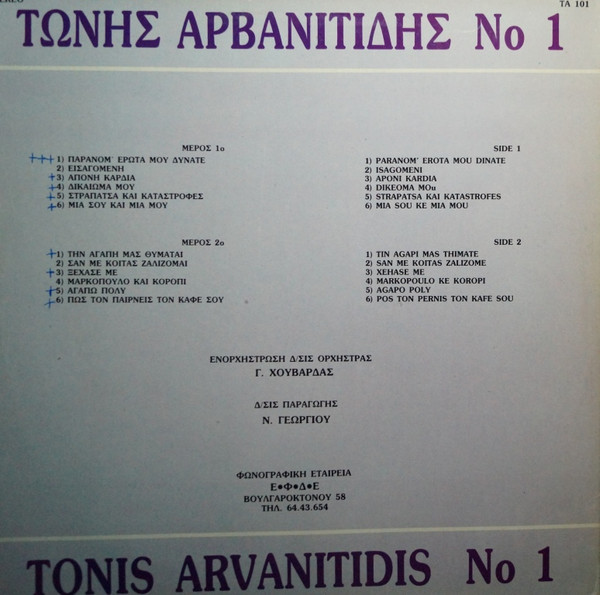 STEREO
TA 101
ΤΩΝΗΣ ΑΡΒΑΝΙΤΙΔΗΣ Νο 1
ΜΕΡΟΣ 1ο
1) ΠΑΡΑΝΟΜ' ΕΡΩΤΑ ΜΟΥ ΔΥΝΑΤΕ
2) ΕΙΣΑΓΟΜΕΝΗ
3) ΑΠΟΝΗ ΚΑΡΔΙΑ
4) ΔΙΚΑΙΩΜΑ ΜΟΥ
5) ΣΤΡΑΠΑΤΣΑ ΚΑΙ ΚΑΤΑΣΤΡΟΦΕΣ
6) ΜΙΑ ΣΟΥ ΚΑΙ ΜΙΑ ΜΟΥ
SIDE 1
1) PARANOM' EROTA MOU DINATE
2) ISAGOMENI
3) APONI KARDIA
4) DIKEOMA MOu
5) STRAPATSA KAI KATASTROFES
6) MIA SOU KE MIA MOU
ΜΕΡΟΣ 2ο
1) ΤΗΝ ΑΓΑΠΗ ΜΑΣ ΘΥΜΑΤΑΙ
2) ΣΑΝ ΜΕ ΚΟΙΤΑΣ ΖΑΛΙΖΟΜΑΙ
3) ΞΕΧΑΣΕ ΜΕ
4) ΜΑΡΚΟΠΟΥΛΟ ΚΑΙ ΚΟΡΟΠΙ
5) ΑΓΑΠΩ ΠΟΛΥ
6) ΠΩΣ ΤΟΝ ΠΑΙΡΝΕΙΣ ΤΟΝ ΚΑΦΕ ΣΟΥ
SIDE 2
1) TIN AGAPI MAS THIMATE
2) SAN ME KOITAS ZALIZOME
3) XEHASE ME
4) MARKOPOULO KE KOROPI
5) AGAPO POLY
6) POS TON PERNIS TON KAFE SOU
ΕΝΟΡΧΗΣΤΡΩΣΗ Δ/ΣΙΣ ΟΡΧΗΣΤΡΑΣ
Γ. ΧΟΥΒΑΡΔΑΣ
Δ/ΣΙΣ ΠΑΡΑΓΩΓΗΣ
Ν. ΓΕΩΡΓΙΟΥ
ΦΩΝΟΓΡΑΦΙΚΗ ΕΤΑΙΡΕΙΑ
Ε●Φ●Δ●Ε
ΒΟΥΛΓΑΡΟΚΤΟΝΟΥ 58
ΤΗΛ. 64.43.654
TONIS ARVANITIDIS No 1